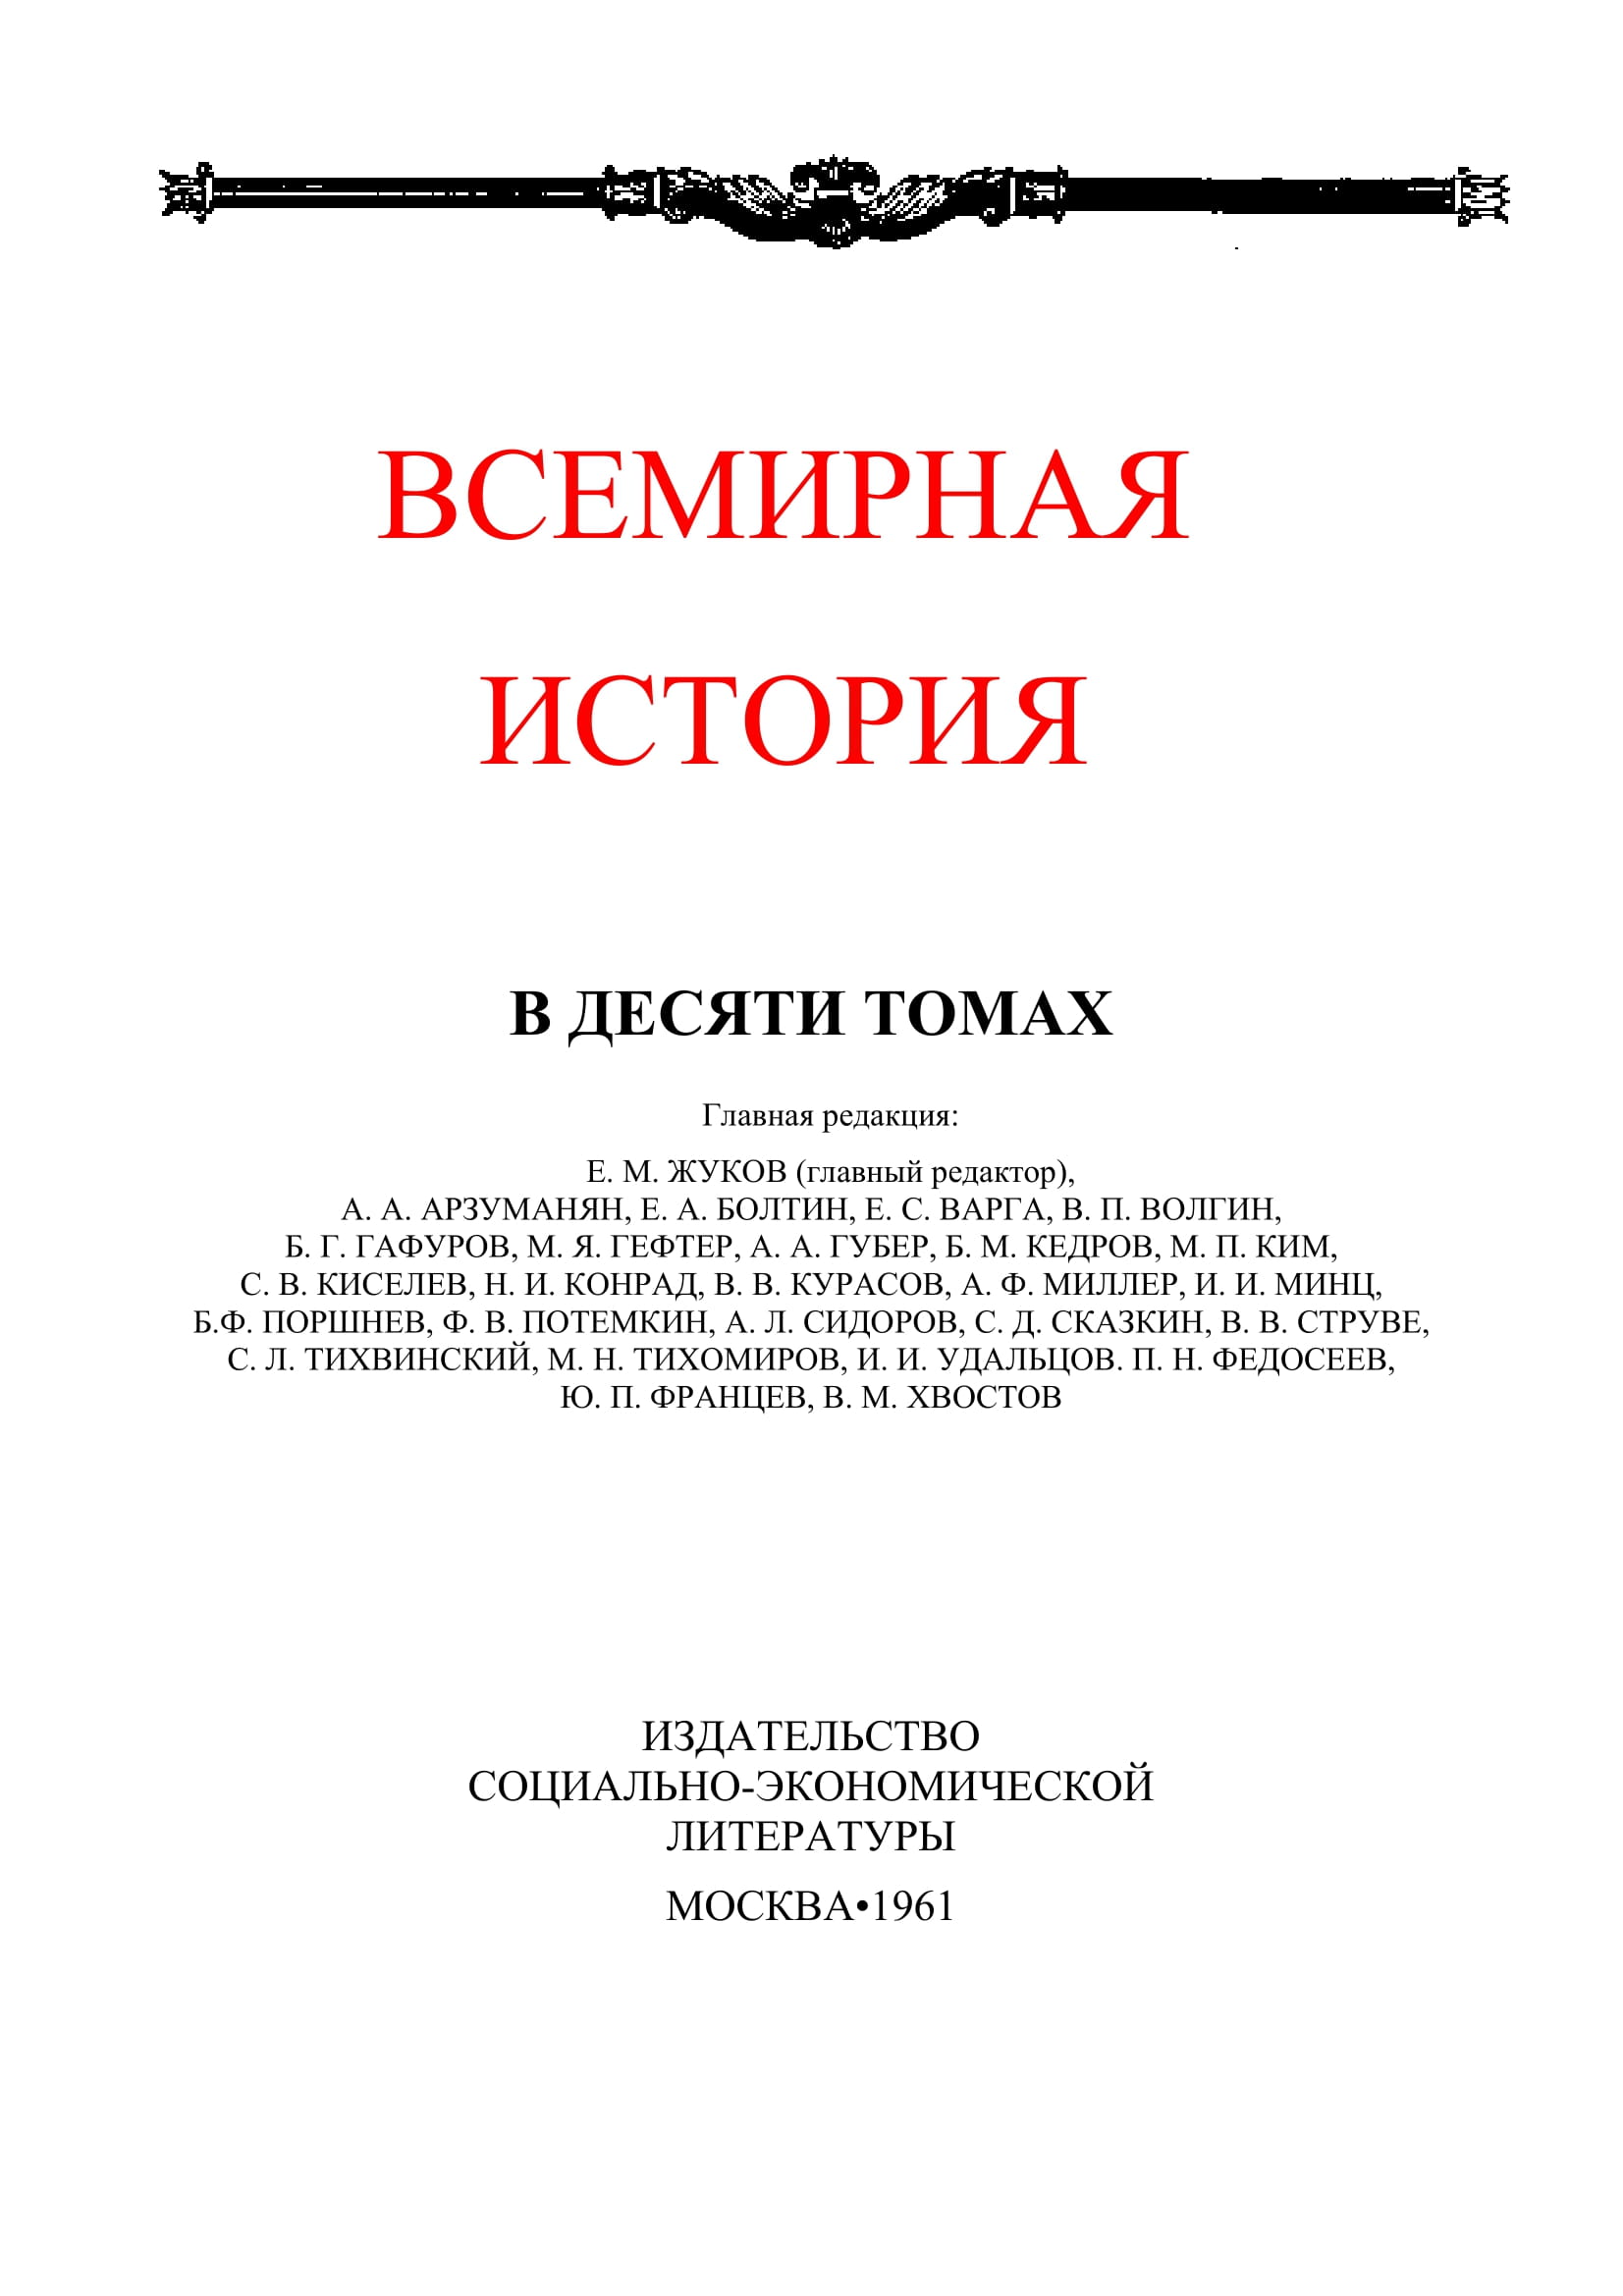 ВСЕМИРНАЯ
ИСТОРИЯ
В ДЕСЯТИ ТОМАХ
Главная редакция:
Е. М. ЖУКОВ (главный редактор),
А. А. АРЗУМАНЯН, Е. А. БОЛТИН, Е. С. ВАРГА, В. П. ВОЛГИН,
Б. Г. ГАФУРОВ, М. Я. ГЕФТЕР, А. А. ГУБЕР, Б. М. КЕДРОВ, М. П. КИМ,
С. В. КИСЕЛЕВ, Н. И. КОНРАД, В. В. КУРАСОВ, А. Ф. МИЛЛЕР, И. И. МИНЦ,
Б.Ф. ПОРШНЕВ, Ф. В. ПОТЕМКИН, А. Л. СИДОРОВ, С. Д. СКАЗКИН, В. В. СТРУВЕ,
С. Л. ТИХВИНСКИЙ, М. Н. ТИХОМИРОВ, И. И. УДАЛЬЦОВ. П. Н. ФЕДОСЕЕВ,
Ю. П. ФРАНЦЕВ, В. М. ХВОСТОВ
ИЗДАТЕЛЬСТВО
СОЦИАЛЬНО-ЭКОНОМИЧЕСКОЙ
ЛИТЕРАТУРЫ
МОСКВА•1961